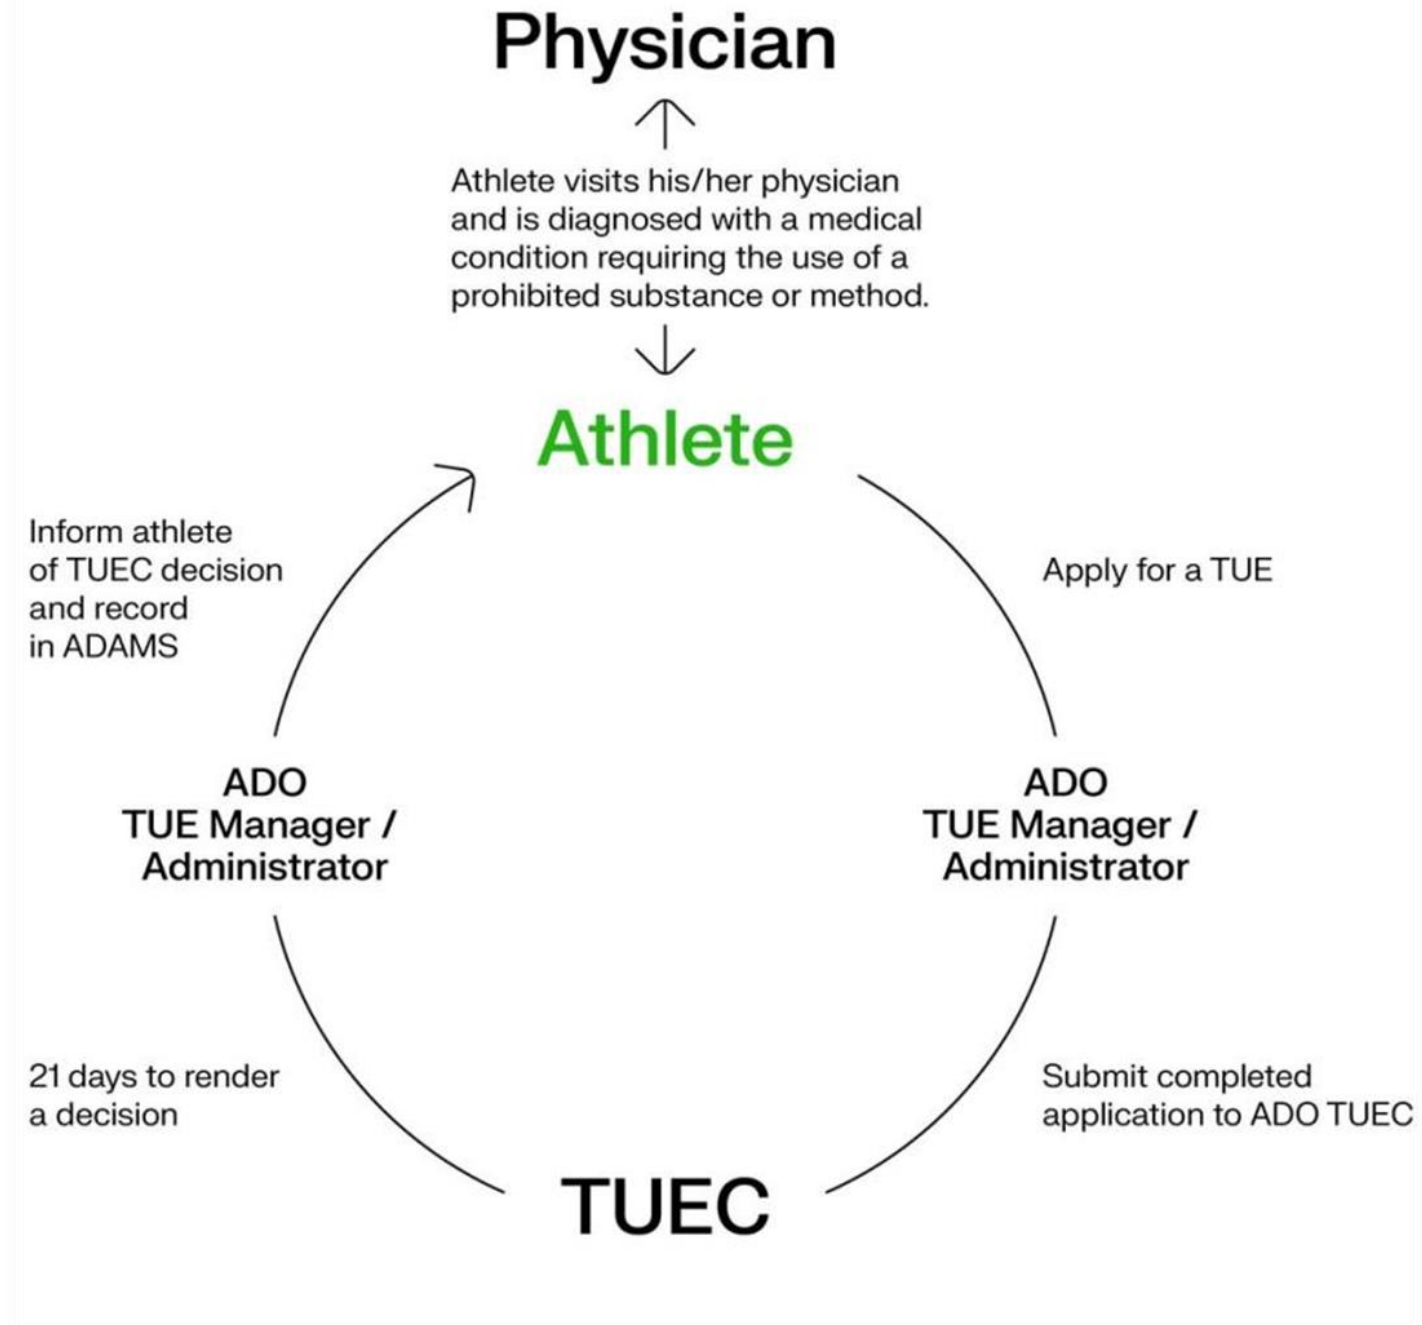 Physician
Athlete visits his/her physician
and is diagnosed with a medical
condition requiring the use of a
prohibited substance or method.
Athlete
Apply for a TUE
ADO
TUE Manager /
Administrator
Submit completed
application to ADO TUEC
TUEC
21 days to render
a decision
ADO
TUE Manager /
Administrator
Inform athlete
of TUEC decision
and record
in ADAMS